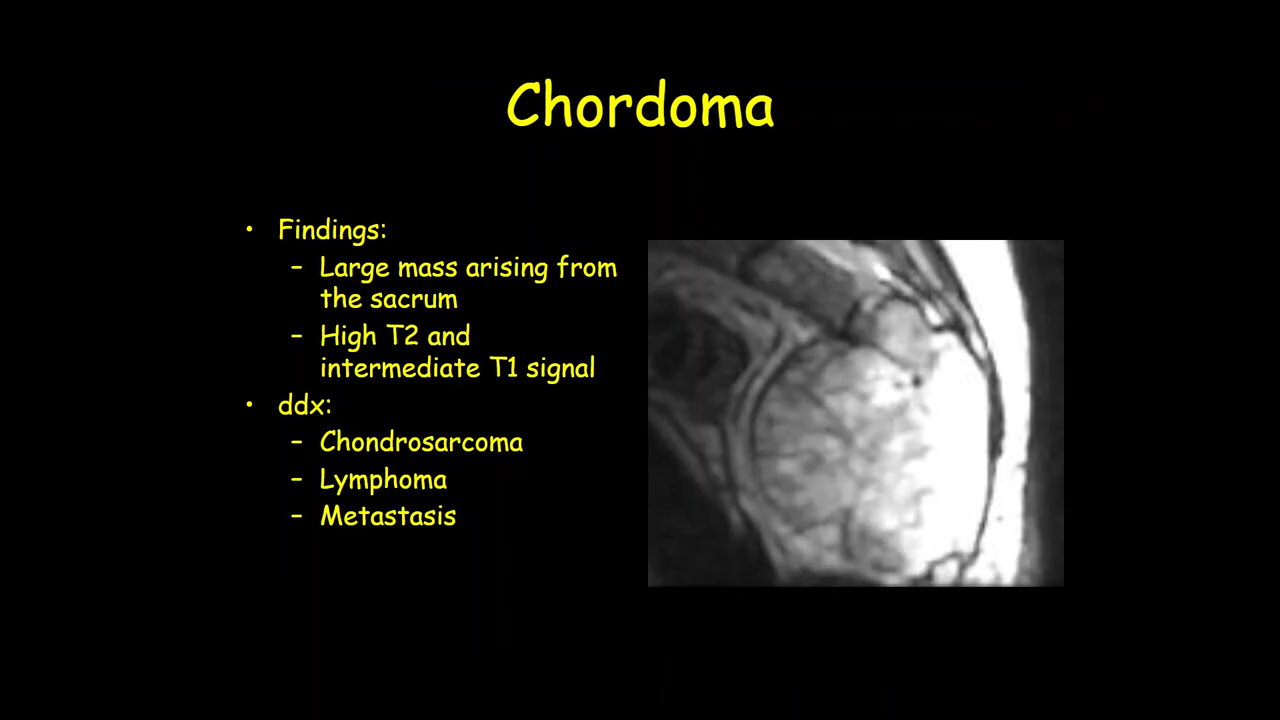 Chordoma
• Findings:
– Large mass arising from
the sacrum
– High T2 and
intermediate T1 signal
• ddx:
– Chondrosarcoma
– Lymphoma
– Metastasis